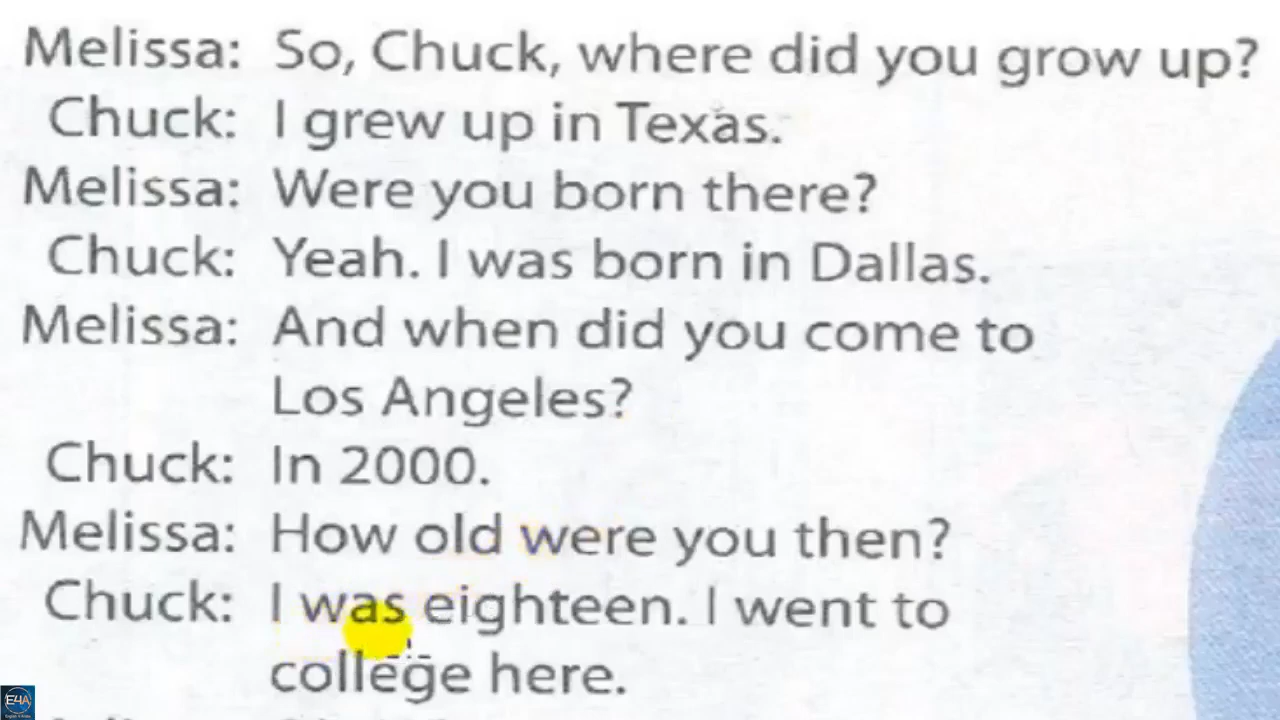 Melissa: So, Chuck, where did you grow up?
Chuck: I grew up in Texas.
Melissa: Were you born there?
Chuck: Yeah. I was born in Dallas.
Melissa: And when did you come to
Los Angeles?
Chuck: In 2000.
Melissa: How old were you then?
Chuck: I was eighteen. I went to
college here.
E4A